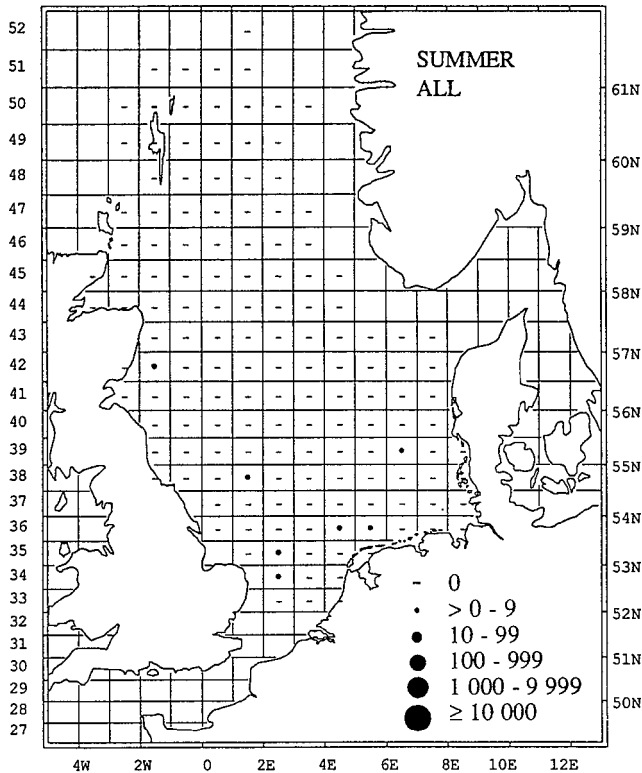 SUMMER
ALL
52
51
50
49
48
47
46
45
44
43
42
41
40
39
38
37
36
35
34
33
32
31
30
29
28
27
61N
60N
59N
58N
57N
56N
55N
54N
53N
52N
51N
50N
- 0
> 0 - 9
10 - 99
100 - 999
1 000 - 9 999
≥ 10 000
4W 2W 0 2E 4E 6E 8E 10E 12E